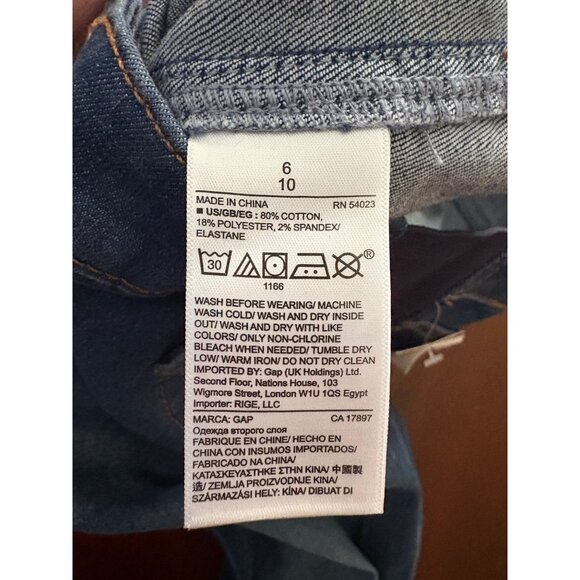 6
10
MADE IN CHINA RN 54023
■ US/GB/EG : 80% COTTON,
18% POLYESTER, 2% SPANDEX/
ELASTANE
30 ®
1166
WASH BEFORE WEARING/ MACHINE
WASH COLD/ WASH AND DRY INSIDE
OUT/ WASH AND DRY WITH LIKE
COLORS/ ONLY NON-CHLORINE
BLEACH WHEN NEEDED/ TUMBLE DRY
LOW/ WARM IRON/ DO NOT DRY CLEAN
IMPORTED BY: Gap (UK Holdings) Ltd.
Second Floor, Nations House, 103
Wigmore Street, London W1U 1QS Egypt
Importer: RIGE, LLC
MARCA: GAP CA 17897
Одежда второго слоя
FABRIQUE EN CHINE/ HECHO EN
CHINA CON INSUMOS IMPORTADOS/
FABRICADO NA CHINA/
ΚΑΤΑΣΚΕΥΑΣΤΗΚΕ ΣΤΗΝ ΚΙΝΑ/ 中國製
造/ ZEMLJA PROIZVODNJE KINA/
SZÁRMAZÁSI HELY: KÍNA/ DIBUAT DI